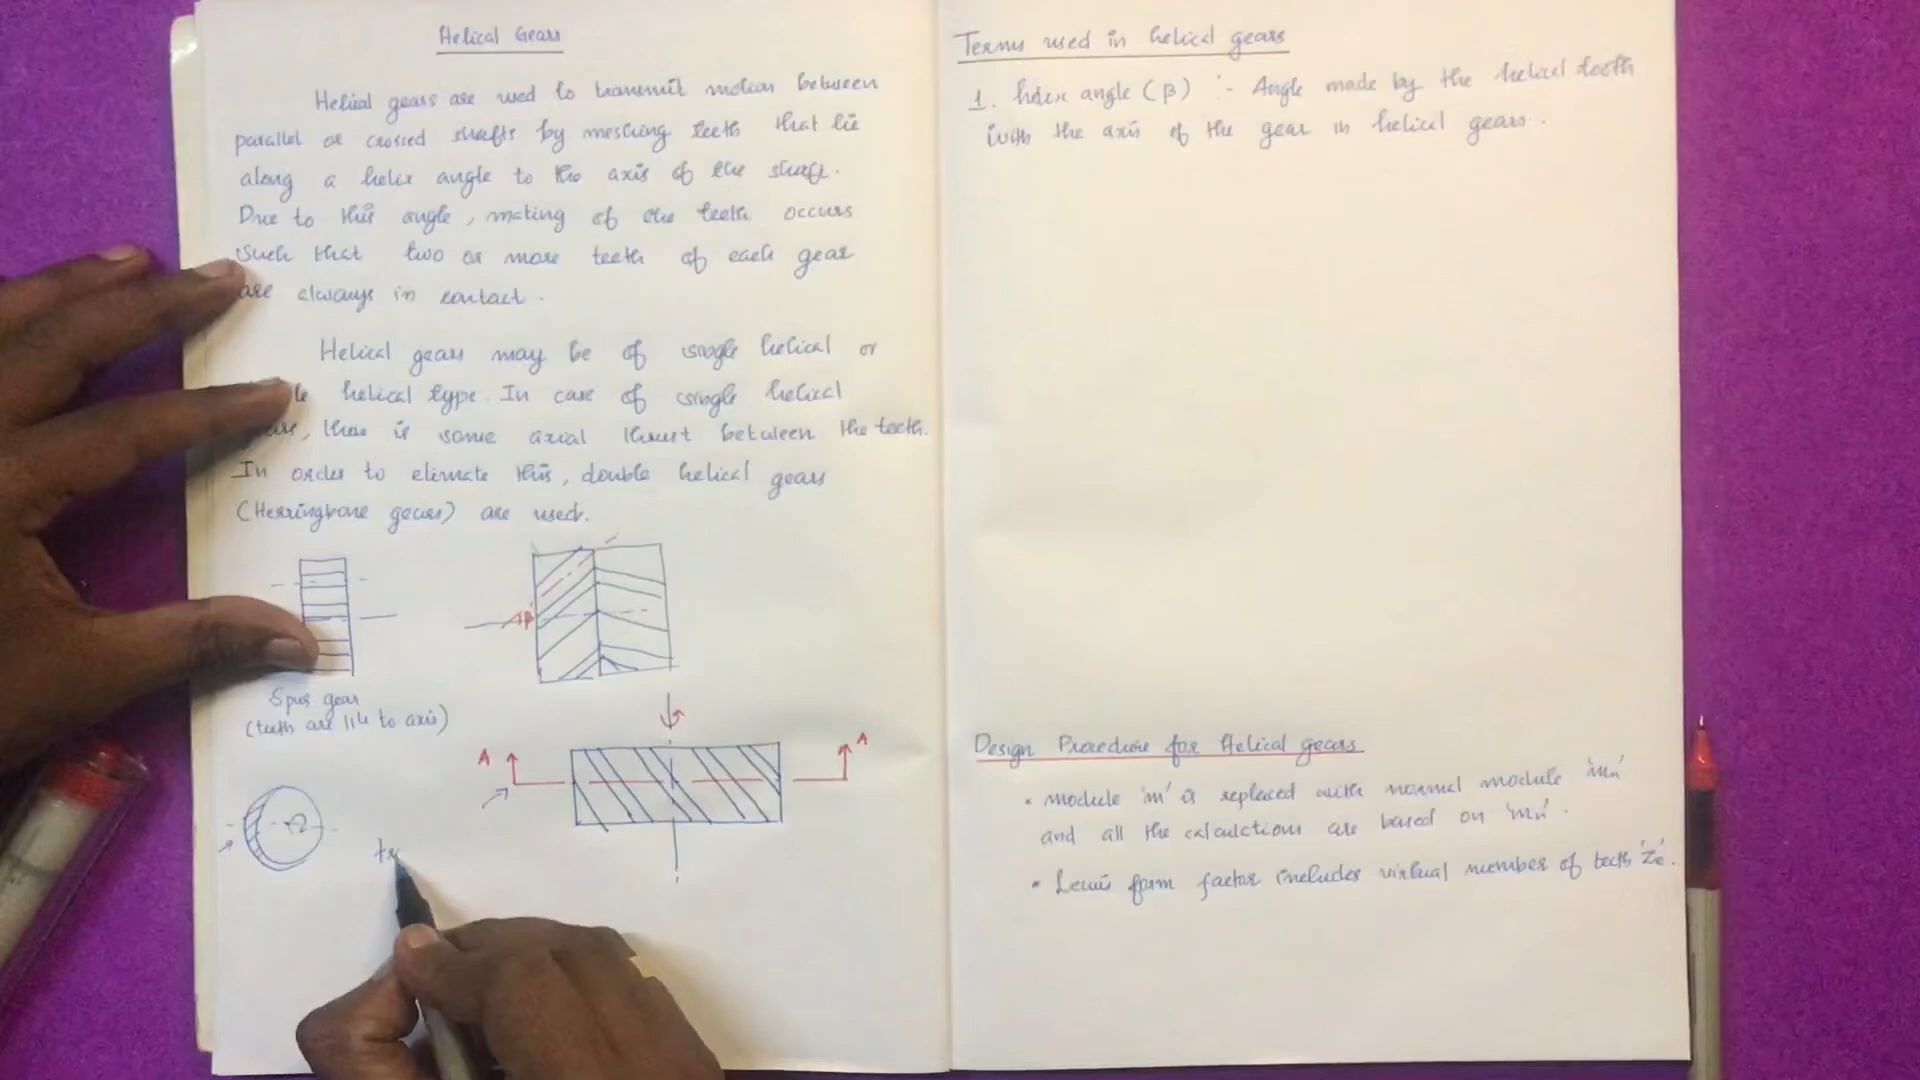 Helical Gears
Helical gears are used to transmit motion between
parallel or crossed shafts by meshing teeth that lie
along a helix angle to the axis of the shaft.
Due to this angle, mating of the teeth occurs
such that two or more teeth of each gear
are always in contact.
Helical gears may be of single helical or
le helical type. In case of single helical
, there is some axial thrust between the teeth.
In order to elimate this, double helical gears
(Herringbone gears) are used.
β
Spur gear
(teeth are 11el to axis)
A
A
Terms used in helical gears
1. helix angle (β) :- Angle made by the helical tooth
with the axis of the gear in helical gears.
Design Procedure for Helical gears
• module 'm' is replaced with normal module 'mn'
and all the calculations are based on 'mn'.
• Lewis form factor includes virtual number of teeth 'Ze'.